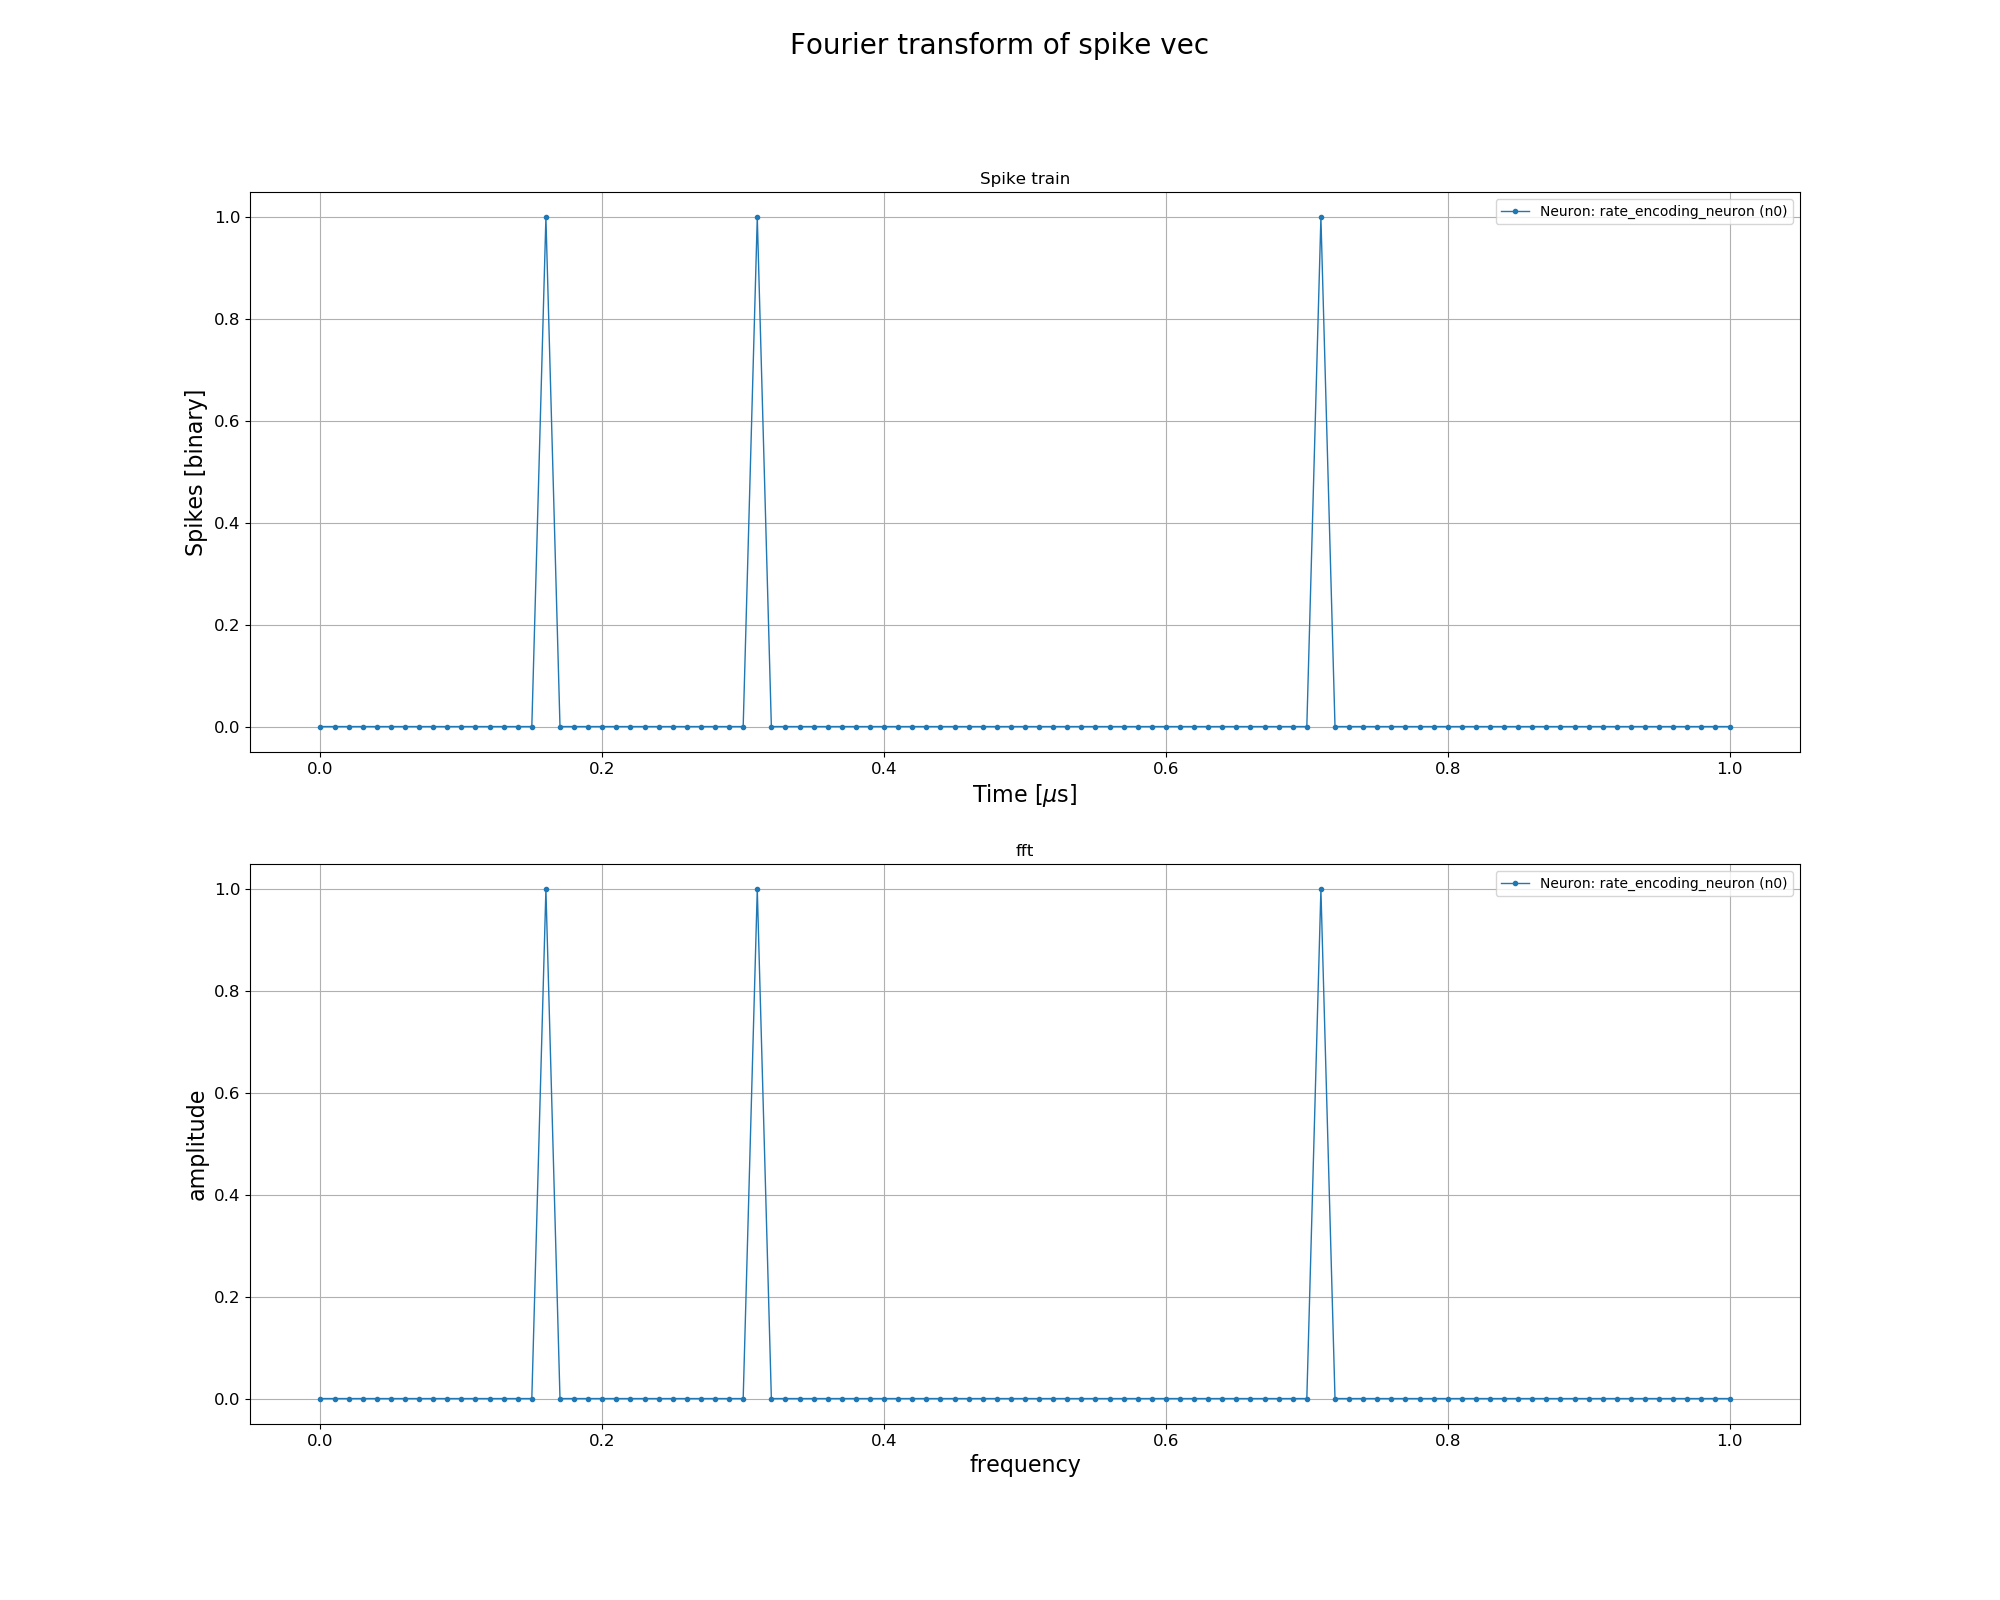 Fourier transform of spike vec
Spike train
Neuron: rate_encoding_neuron (n0)
Spikes [binary]
1.0
0.8
0.6
0.4
0.2
0.0
0.0 0.2 0.4 0.6 0.8 1.0
Time [μs]
fft
Neuron: rate_encoding_neuron (n0)
amplitude
1.0
0.8
0.6
0.4
0.2
0.0
0.0 0.2 0.4 0.6 0.8 1.0
frequency